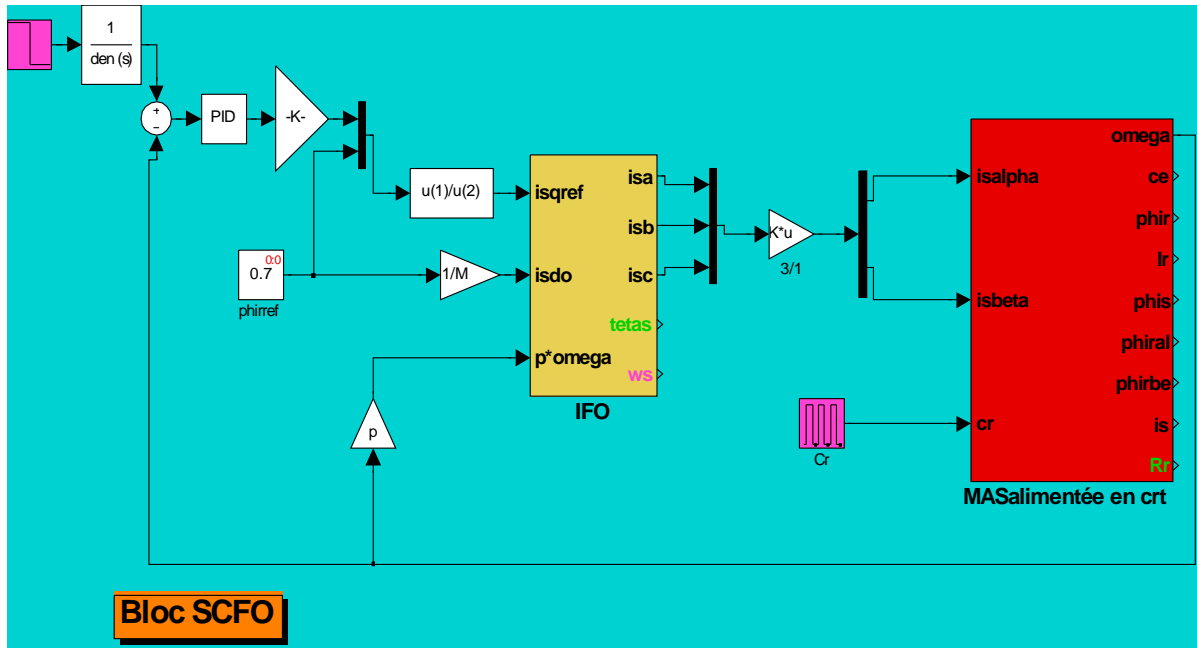 1
den(s)
+
−
PID
-K-
u(1)/u(2)
0:0
0.7
phirref
1/M
p
isqref
isdo
p*omega
isa
isb
isc
tetas
ws
IFO
K*u
3/1
Cr
isalpha
isbeta
cr
omega
ce
phir
Ir
phis
phiral
phirbe
is
Rr
MASalimentée en crt
Bloc SCFO